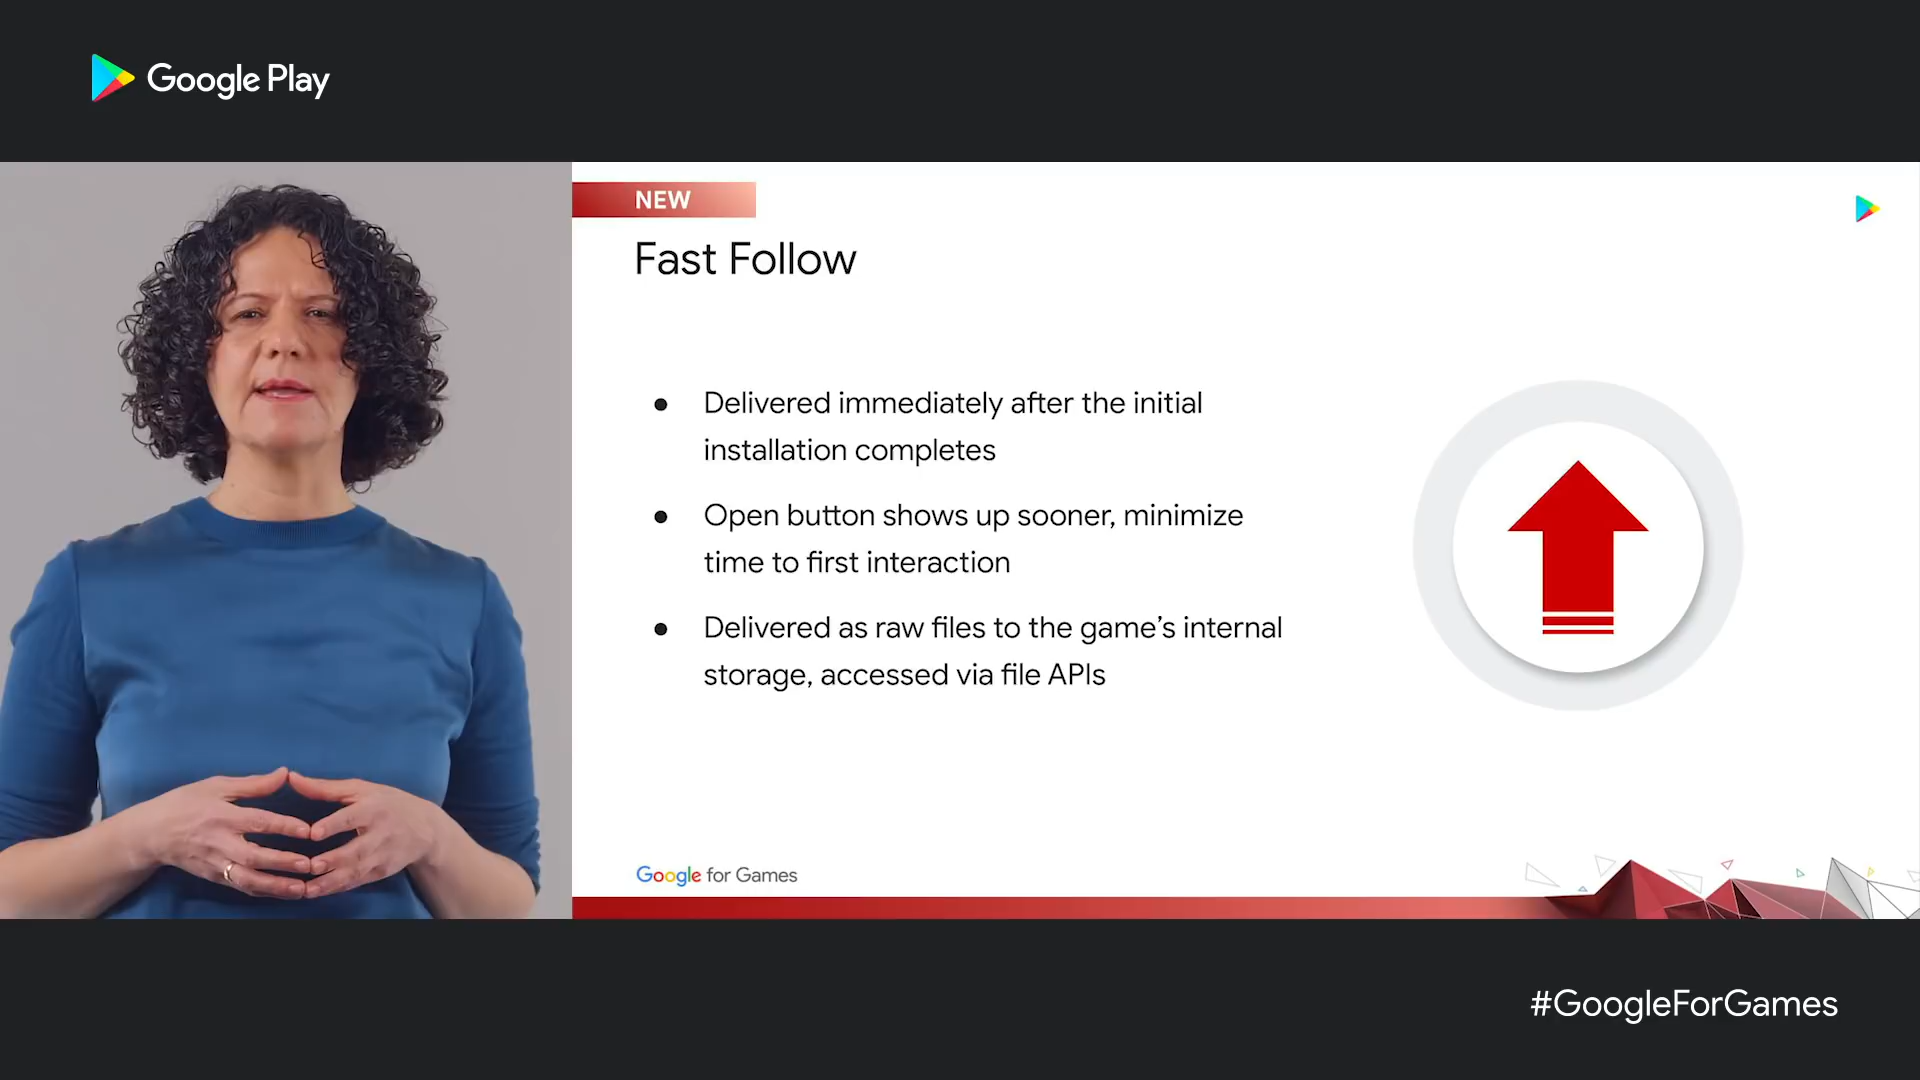 Google Play
NEW
Fast Follow
● Delivered immediately after the initial
installation completes
● Open button shows up sooner, minimize
time to first interaction
● Delivered as raw files to the game’s internal
storage, accessed via file APIs
Google for Games
#GoogleForGames